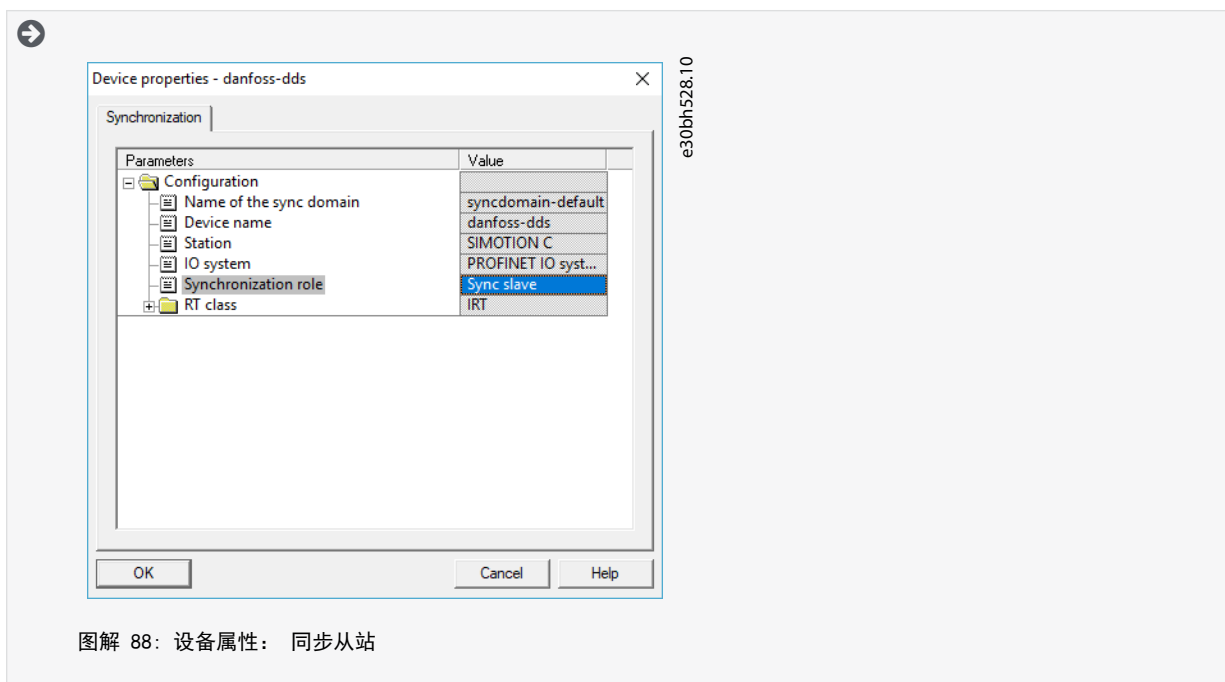 Device properties - danfoss-dds
Synchronization
Parameters Value
Configuration
Name of the sync domain syncdomain-default
Device name danfoss-dds
Station SIMOTION C
IO system PROFINET IO syst...
Synchronization role Sync slave
RT class IRT
OK Cancel Help
e30bh528.10
图解 88: 设备属性： 同步从站